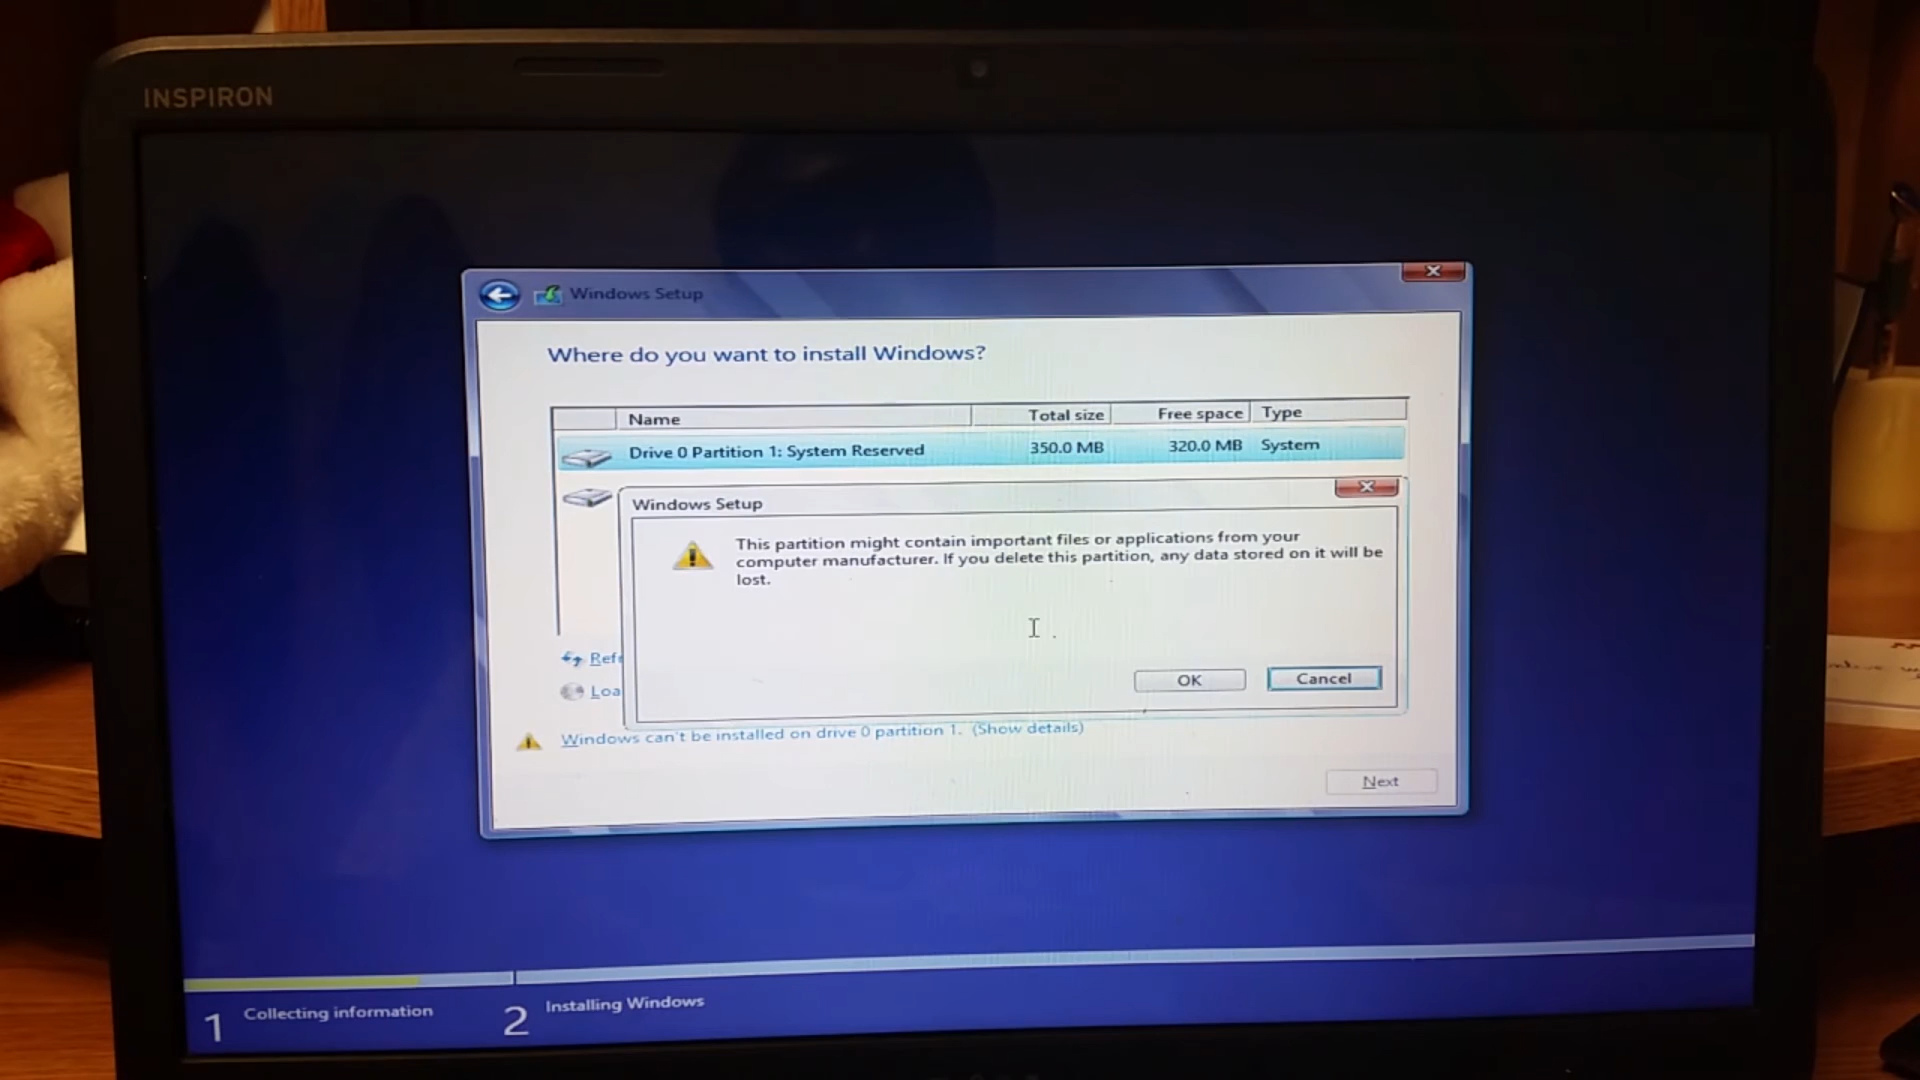 INSPIRON
Windows Setup
Where do you want to install Windows?
Name Total size Free space Type
Drive 0 Partition 1: System Reserved 350.0 MB 320.0 MB System
Windows Setup
This partition might contain important files or applications from your
computer manufacturer. If you delete this partition, any data stored on it will be
lost.
OK Cancel
Refr
Loa
Windows can't be installed on drive 0 partition 1. (Show details)
Next
1 Collecting information 2 Installing Windows